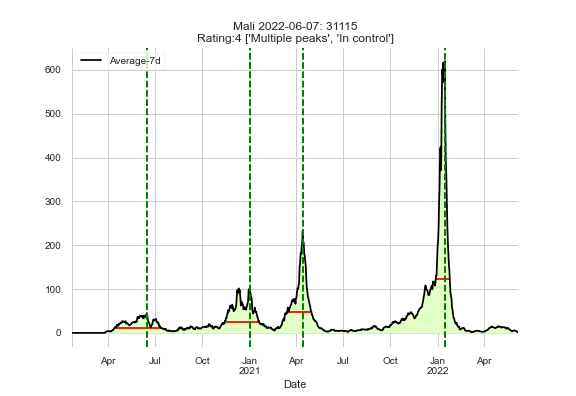 Mali 2022-06-07: 31115
Rating:4 ['Multiple peaks', 'In control']
Average-7d
600
500
400
300
200
100
0
Apr Jul Oct Jan Apr Jul Oct Jan Apr
2021 2022
Date